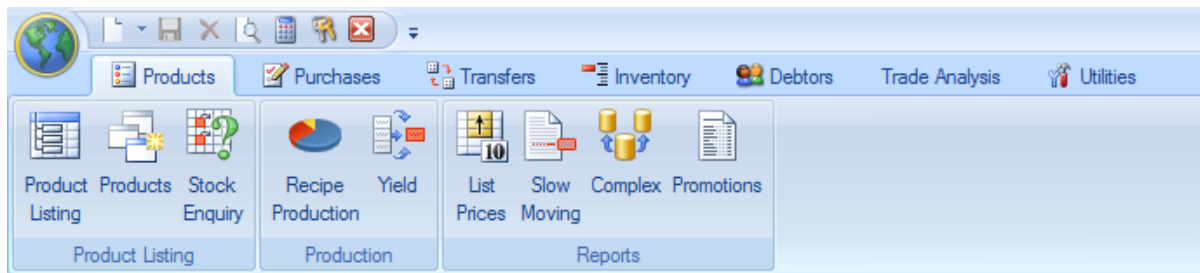 Products Purchases Transfers Inventory Debtors Trade Analysis Utilities
Product Products Stock Recipe Yield List Slow Complex Promotions
Listing Enquiry Production 10 Prices Moving
Product Listing Production Reports